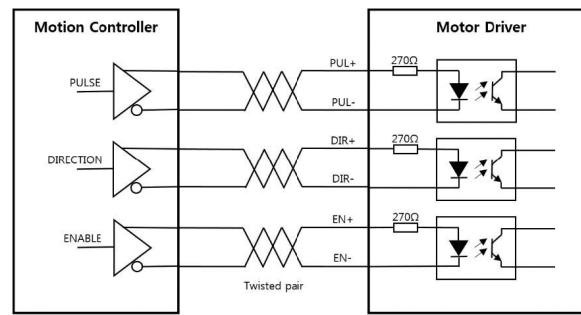 Motion Controller
Motor Driver
PULSE
PUL+
270Ω
PUL-
DIRECTION
DIR+
270Ω
DIR-
ENABLE
EN+
270Ω
EN-
Twisted pair